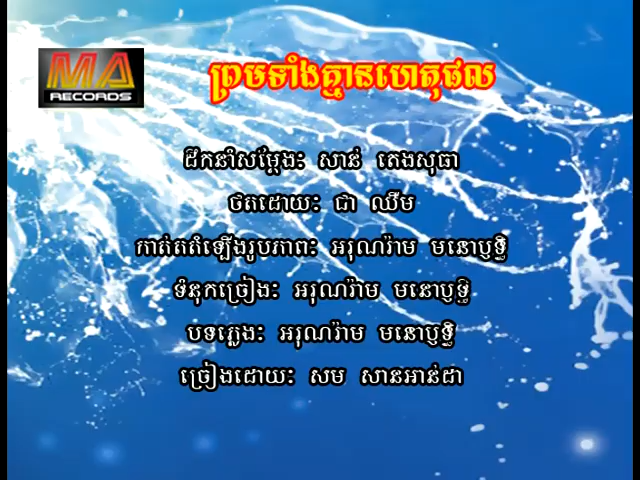 MA
RECORDS
ព្រមទាំងគ្មានហេតុផល
ដឹកនាំសម្តែង: សាន់ តេងសុធា
ថតដោយ: ជា ឈឹម
កាត់តតំឡើងរូបភាព: អរុណរ៉ាម មនោឬទ្ធិ
ទំនុកច្រៀង: អរុណរ៉ាម មនោឬទ្ធិ
បទភ្លេង: អរុណរ៉ាម មនោឬទ្ធិ
ច្រៀងដោយ: សម សានអាន់ដា